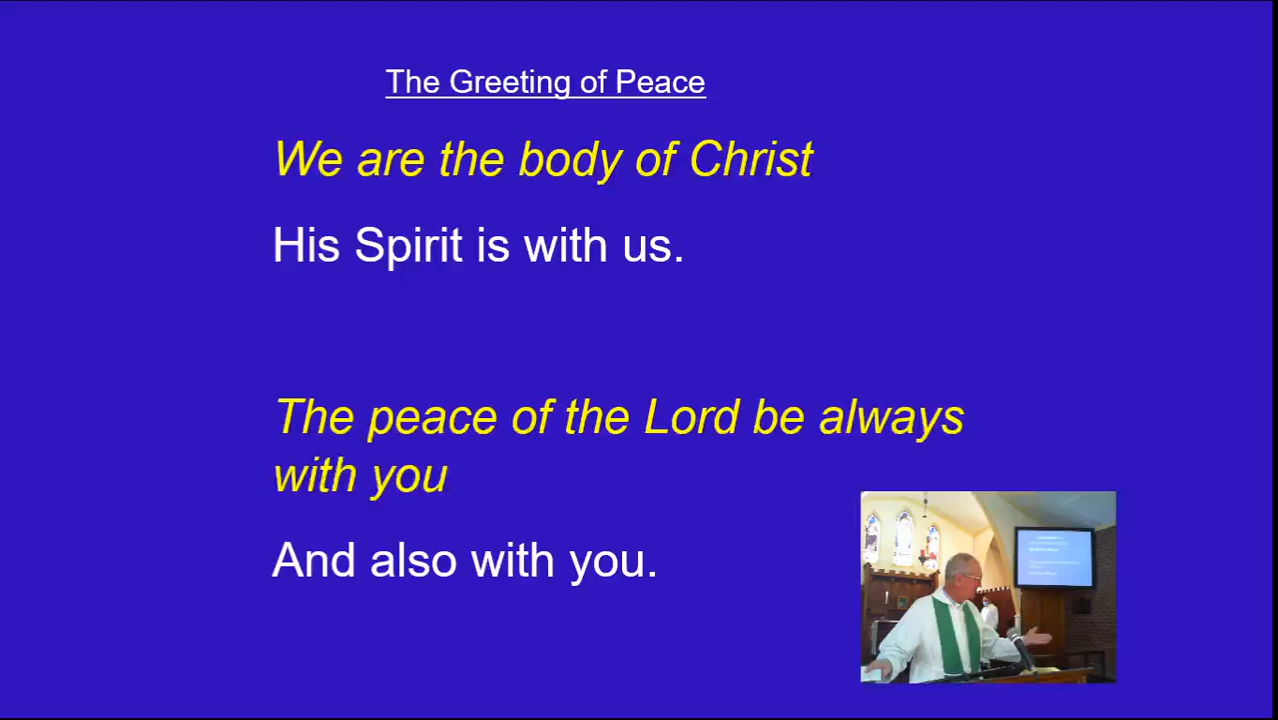 The Greeting of Peace
We are the body of Christ
His Spirit is with us.
The peace of the Lord be always
with you
And also with you.